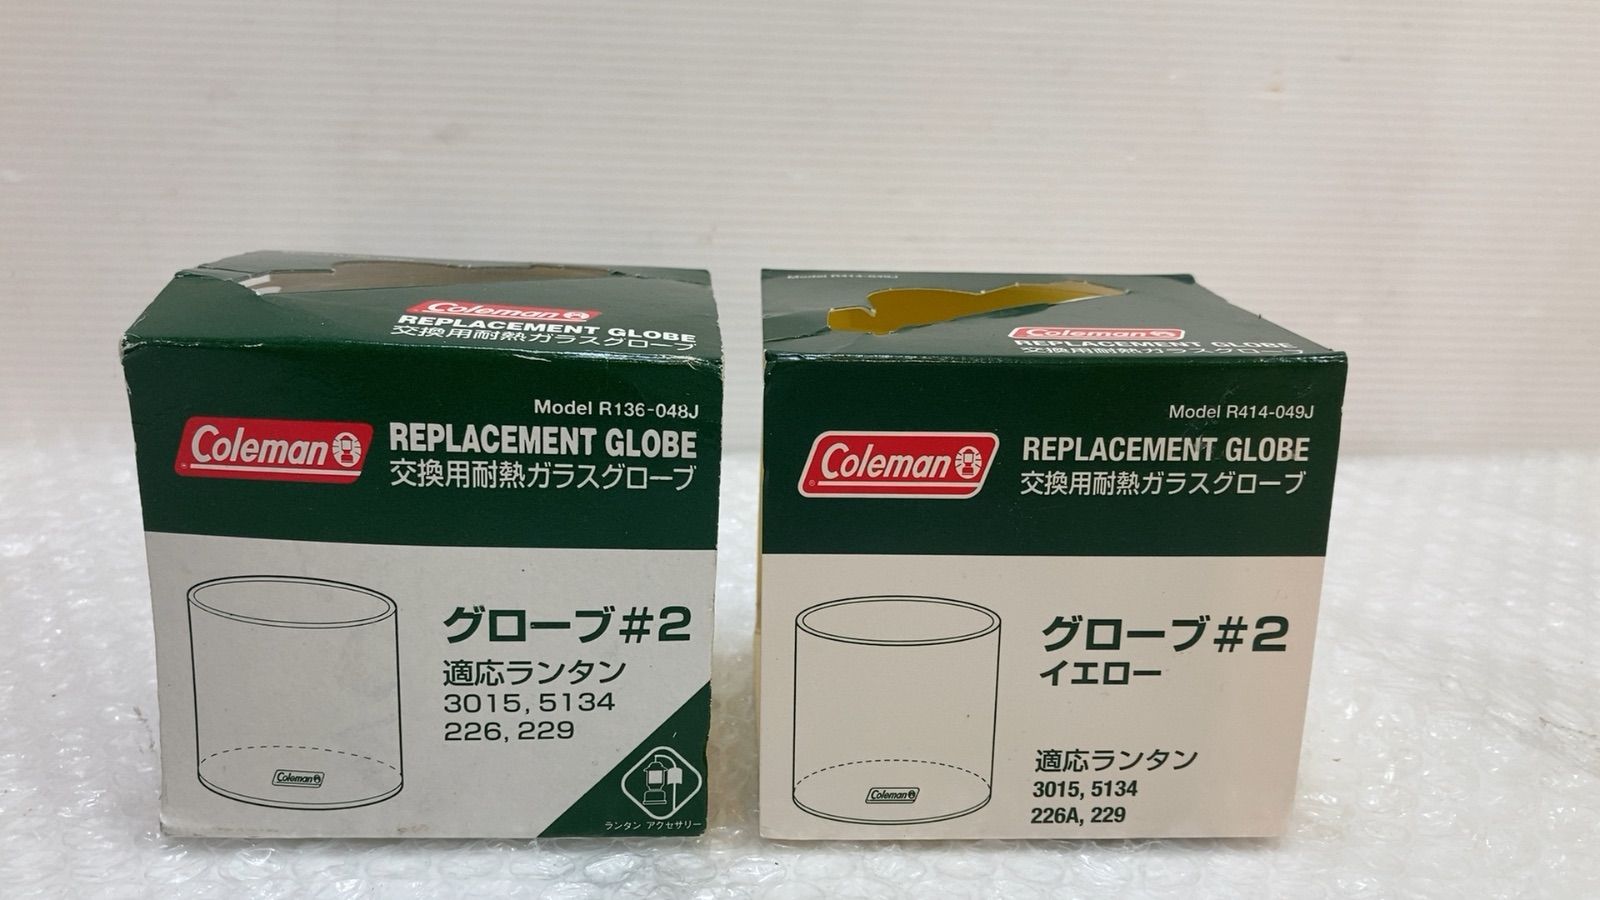 Coleman
REPLACEMENT GLOBE
交換用耐熱ガラスグローブ
Model R136-048J
Coleman
REPLACEMENT GLOBE
交換用耐熱ガラスグローブ
グローブ#2
適応ランタン
3015, 5134
226, 229
Coleman
ランタン アクセサリー
Model R414-049J
Coleman
REPLACEMENT GLOBE
交換用耐熱ガラスグローブ
Model R414-049J
Coleman
REPLACEMENT GLOBE
交換用耐熱ガラスグローブ
グローブ#2
イエロー
適応ランタン
3015, 5134
226A, 229
Coleman